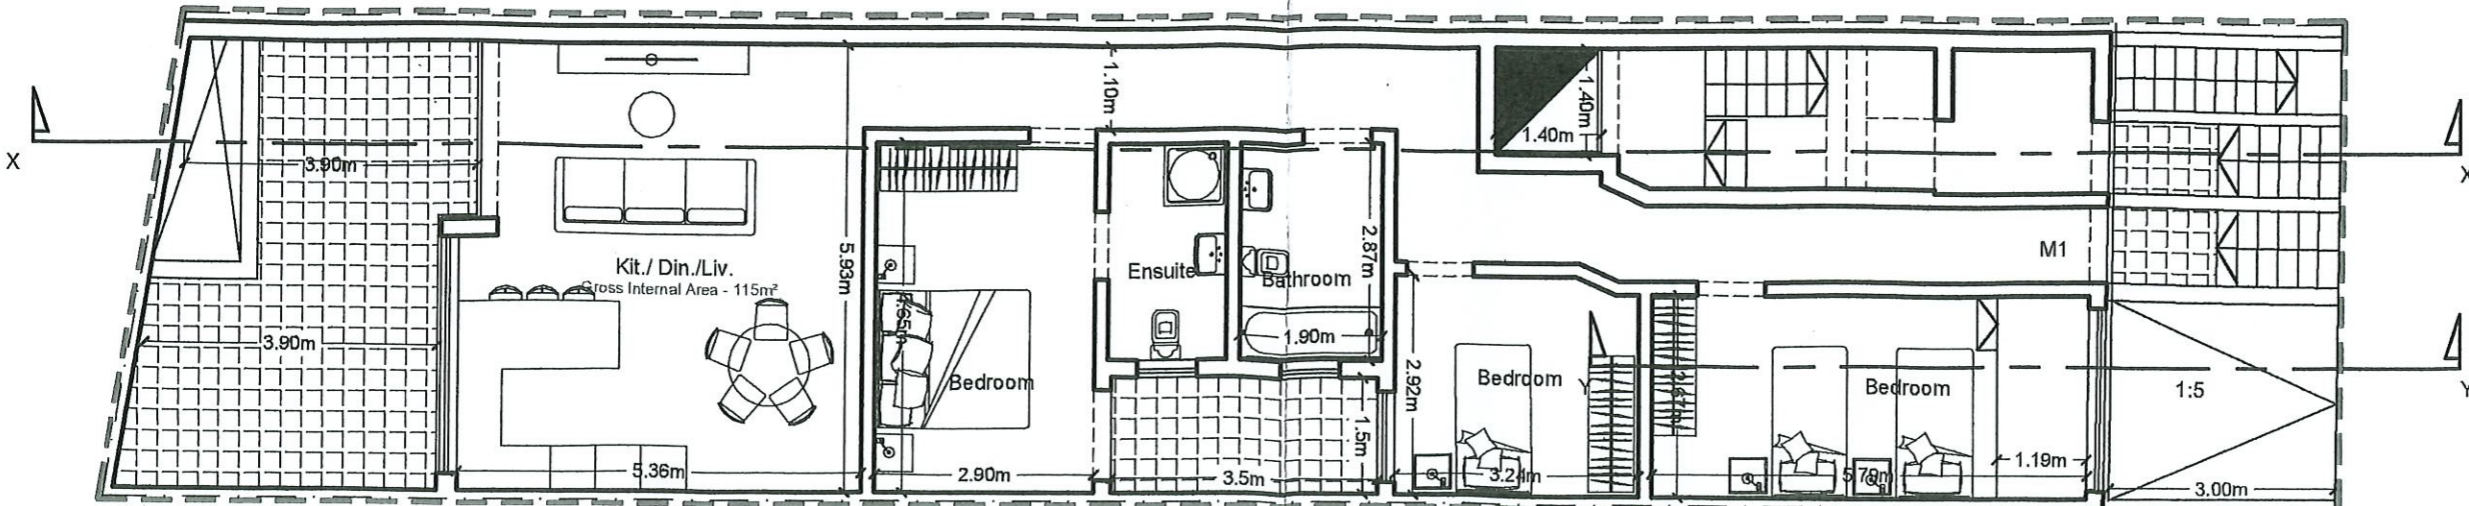 1.10m
1.40m
1.40m
X
3.90m
X
5.93m
2.87m
M1
Kit./ Din./Liv.
Gross Internal Area - 115m²
Ensuite
Bathroom
3.90m
1.90m
4.65m
Bedroom
2.92m
Bedroom
Y
Bedroom
1:5
Y
1.5m
5.36m
2.90m
3.5m
3.24m
1.19m
3.00m